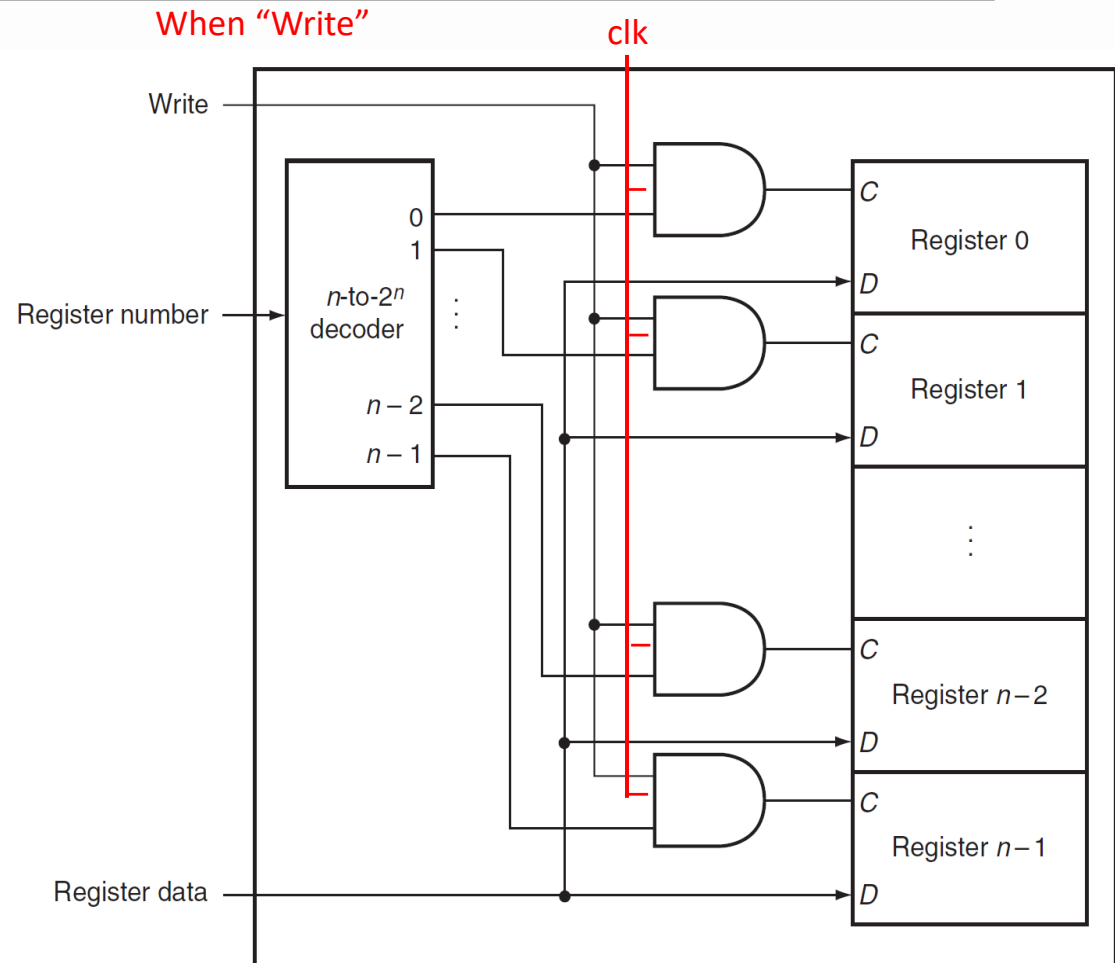 When “Write”
clk
Write
C
0
Register 0
1
D
n-to-2ⁿ
decoder
⋮
Register number
C
Register 1
n – 2
D
n – 1
⋮
C
Register n – 2
D
C
Register n – 1
Register data
D